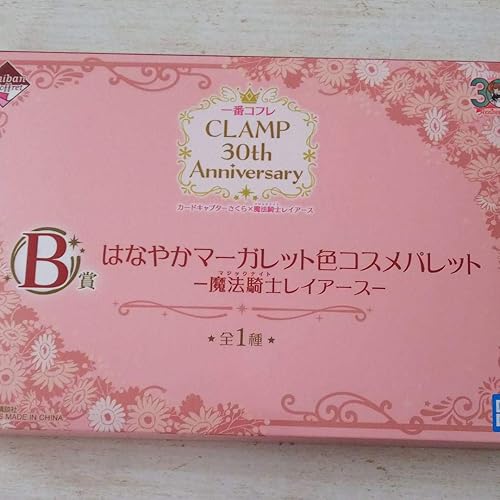 一番コフレ
CLAMP
30th
Anniversary
カードキャプターさくら×魔法騎士レイアース
B賞
はなやかマーガレット色コスメパレット
マジックナイト
－魔法騎士レイアース－
★全1種★
講談社
MADE IN CHINA